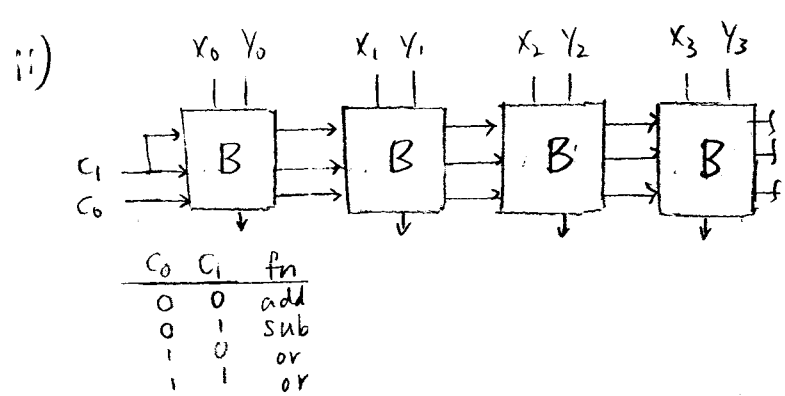 ii)
X₀ Y₀ X₁ Y₁ X₂ Y₂ X₃ Y₃
B B B B
C₁
C₀
C₀ C₁ fn
0 0 add
0 1 sub
1 0 or
1 1 or